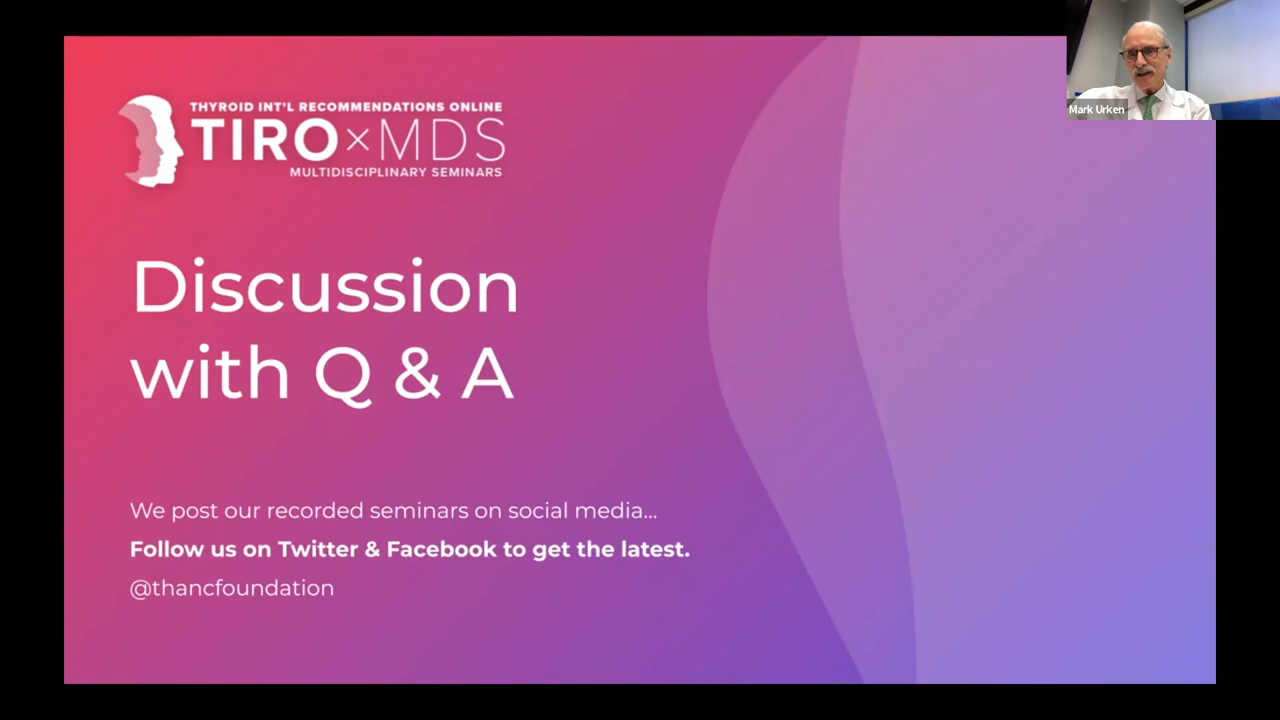 THYROID INT'L RECOMMENDATIONS ONLINE
TIRO×MDS
MULTIDISCIPLINARY SEMINARS
Mark Urken
Discussion
with Q & A
We post our recorded seminars on social media...
Follow us on Twitter & Facebook to get the latest.
@thancfoundation